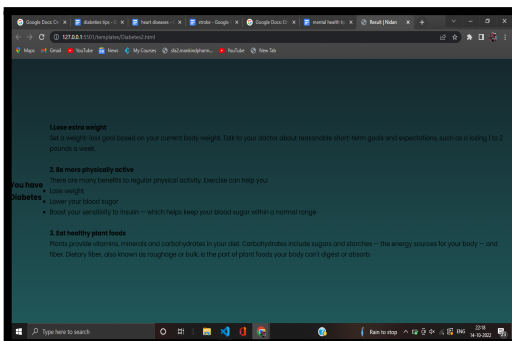 Google Docs: On
diabetes tips - G
heart diseases -
stroke - Google
Google Docs: On
mental health tip
Result | Nidan
127.0.0.1:5501/templates/Diabetes2.html
Maps
Gmail
YouTube
News
My Courses
sfa2.mankindpharm...
YouTube
New Tab
1.Lose extra weight
Set a weight-loss goal based on your current body weight. Talk to your doctor about reasonable short-term goals and expectations, such as a losing 1 to 2
pounds a week.
2. Be more physically active
There are many benefits to regular physical activity. Exercise can help you:
You have
Diabetes
Lose weight
Lower your blood sugar
Boost your sensitivity to insulin — which helps keep your blood sugar within a normal range
3. Eat healthy plant foods
Plants provide vitamins, minerals and carbohydrates in your diet. Carbohydrates include sugars and starches — the energy sources for your body — and
fiber. Dietary fiber, also known as roughage or bulk, is the part of plant foods your body can't digest or absorb.
Type here to search
Rain to stop
ENG
22:18
14-10-2022